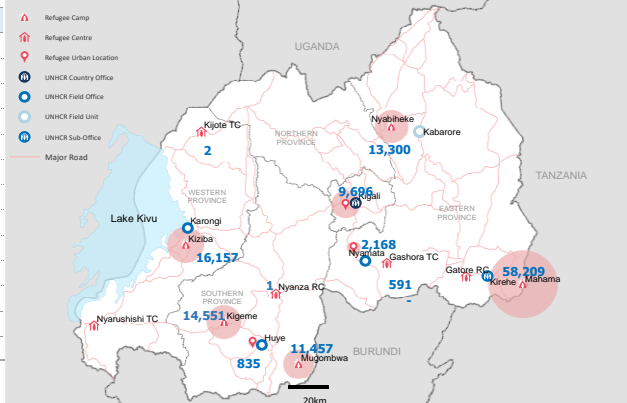 Refugee Camp
Refugee Centre
Refugee Urban Location
UNHCR Country Office
UNHCR Field Office
UNHCR Field Unit
UNHCR Sub-Office
Major Road
UGANDA
Kijote TC
2
NORTHERN
PROVINCE
Nyabiheke
Kabarore
13,300
TANZANIA
WESTERN
PROVINCE
9,696
Kigali
EASTERN
PROVINCE
Lake Kivu
Karongi
Kiziba
16,157
2,168
Nyamata
Gashora TC
591
-
Gatore RC
Kirehe
58,209
Mahama
1
Nyanza RC
SOUTHERN
PROVINCE
14,551
Kigeme
Nyarushishi TC
Huye
835
11,457
Mugombwa
BURUNDI
20km